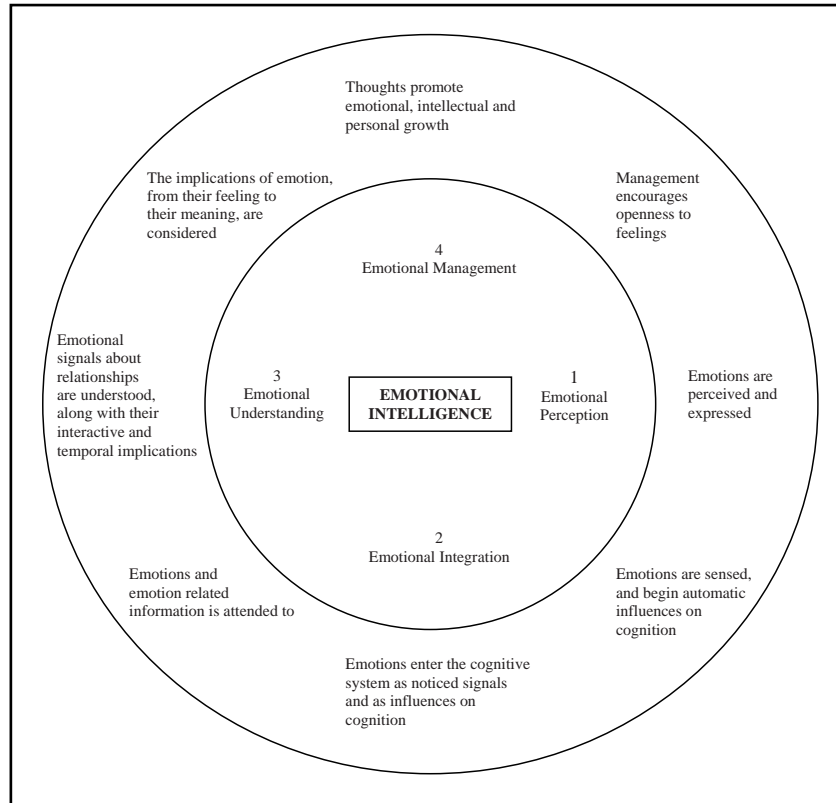 Thoughts promote
emotional, intellectual and
personal growth
The implications of emotion,
from their feeling to
their meaning, are
considered
Management
encourages
openness to
feelings
4
Emotional Management
Emotional
signals about
relationships
are understood,
along with their
interactive and
temporal implications
3
Emotional
Understanding
EMOTIONAL
INTELLIGENCE
1
Emotional
Perception
Emotions are
perceived and
expressed
2
Emotional Integration
Emotions and
emotion related
information is attended to
Emotions are sensed,
and begin automatic
influences on
cognition
Emotions enter the cognitive
system as noticed signals
and as influences on
cognition